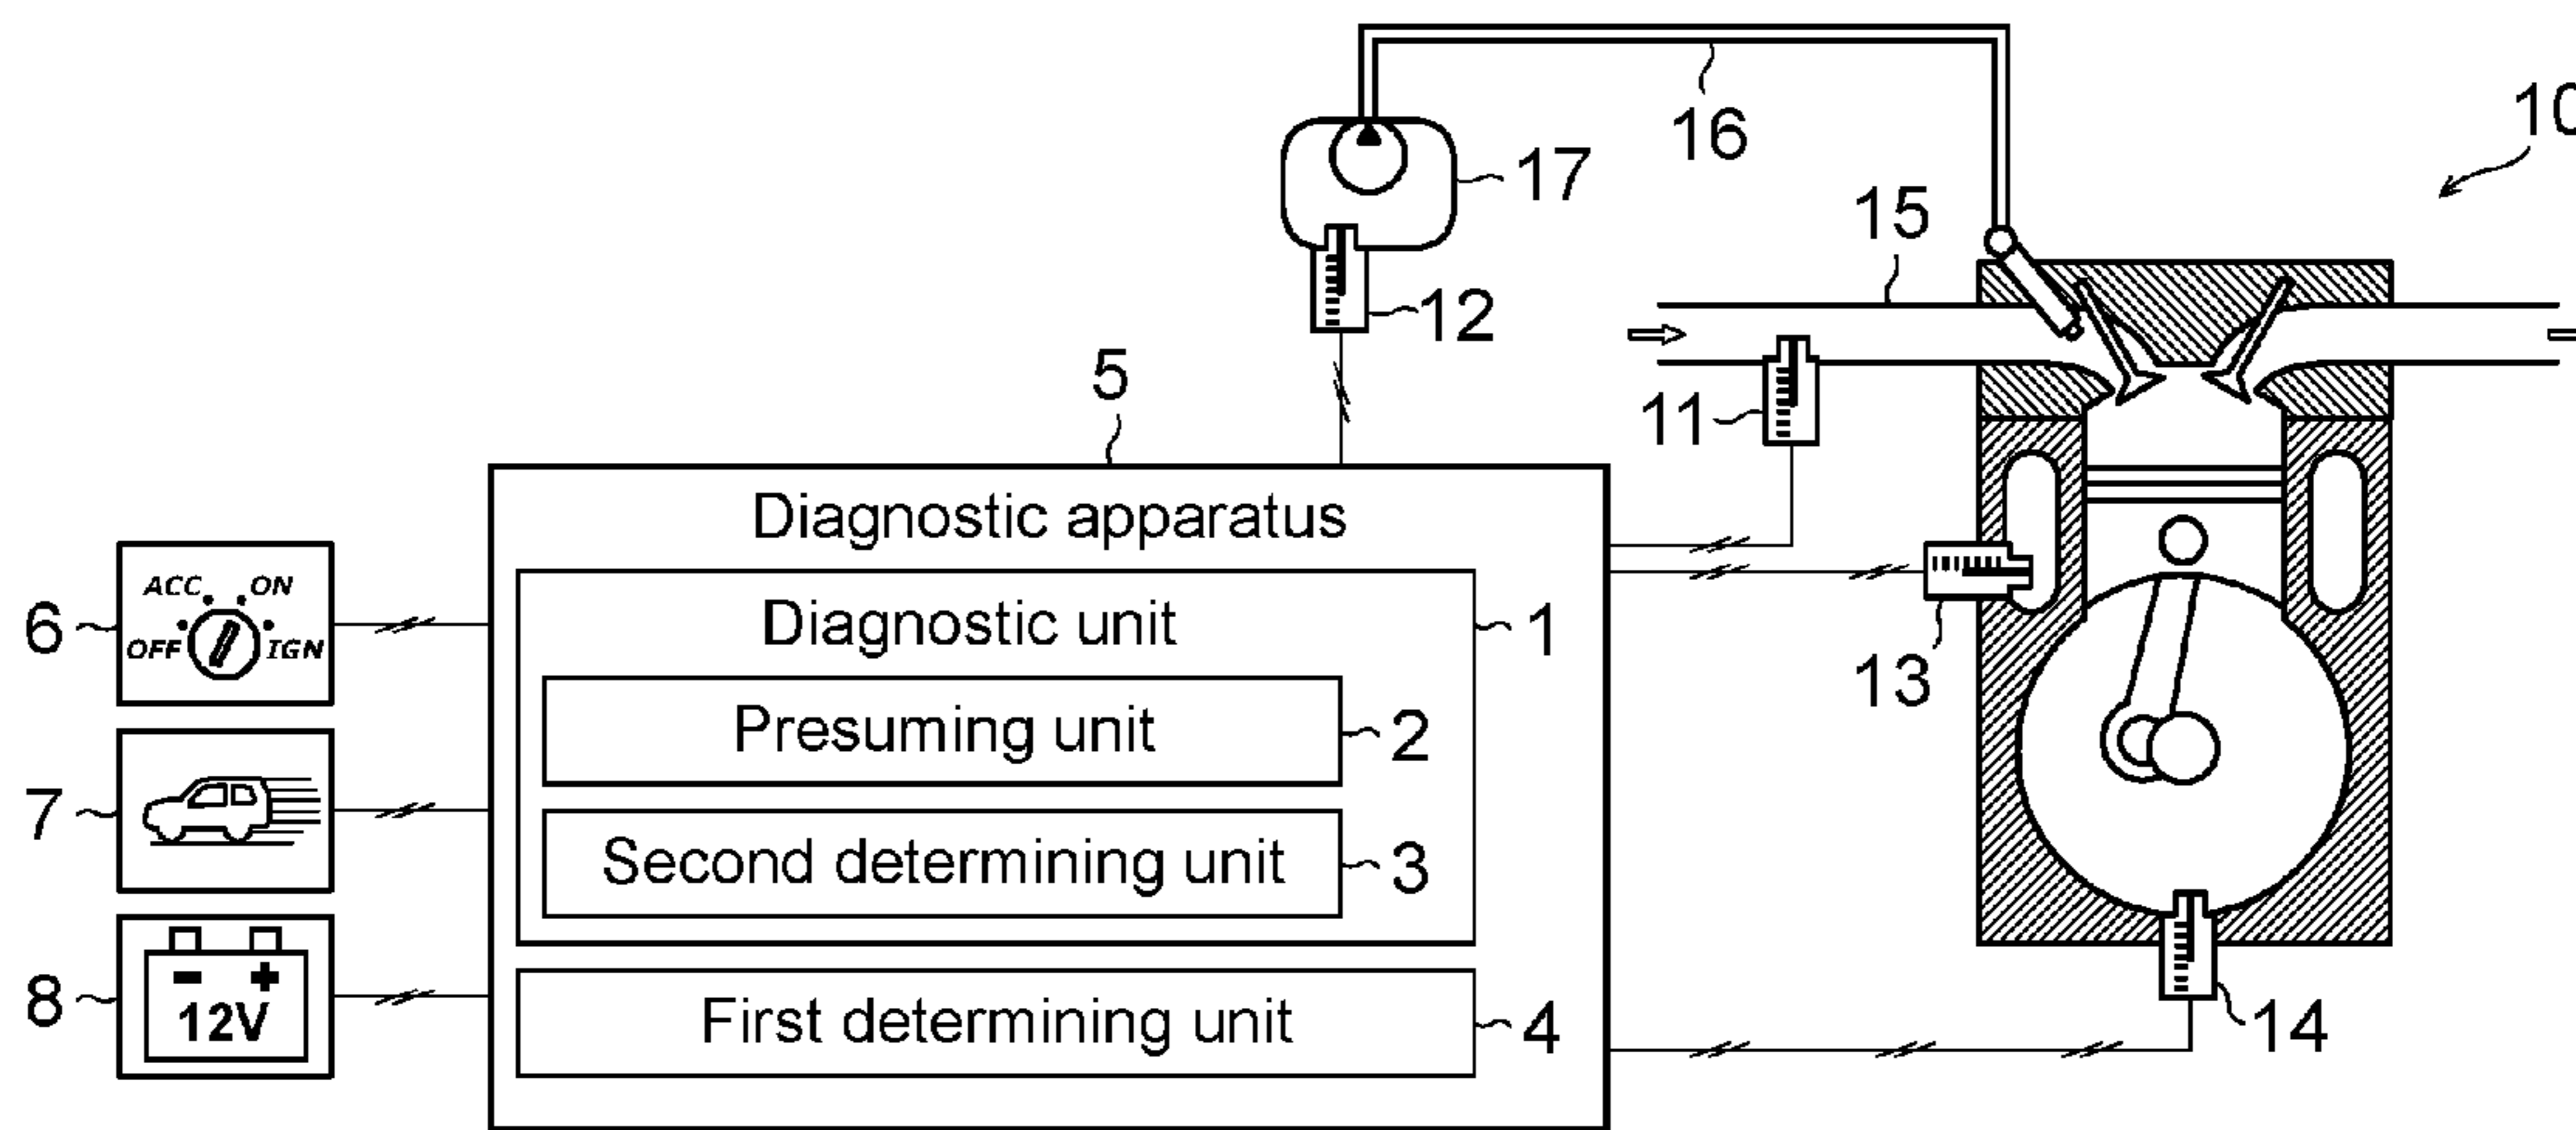 10
16
17
15
12
5
11
Diagnostic apparatus
6
ACC ON
OFF IGN
Diagnostic unit
1
13
Presuming unit
2
7
Second determining unit
3
8
- +
12V
First determining unit
4
14